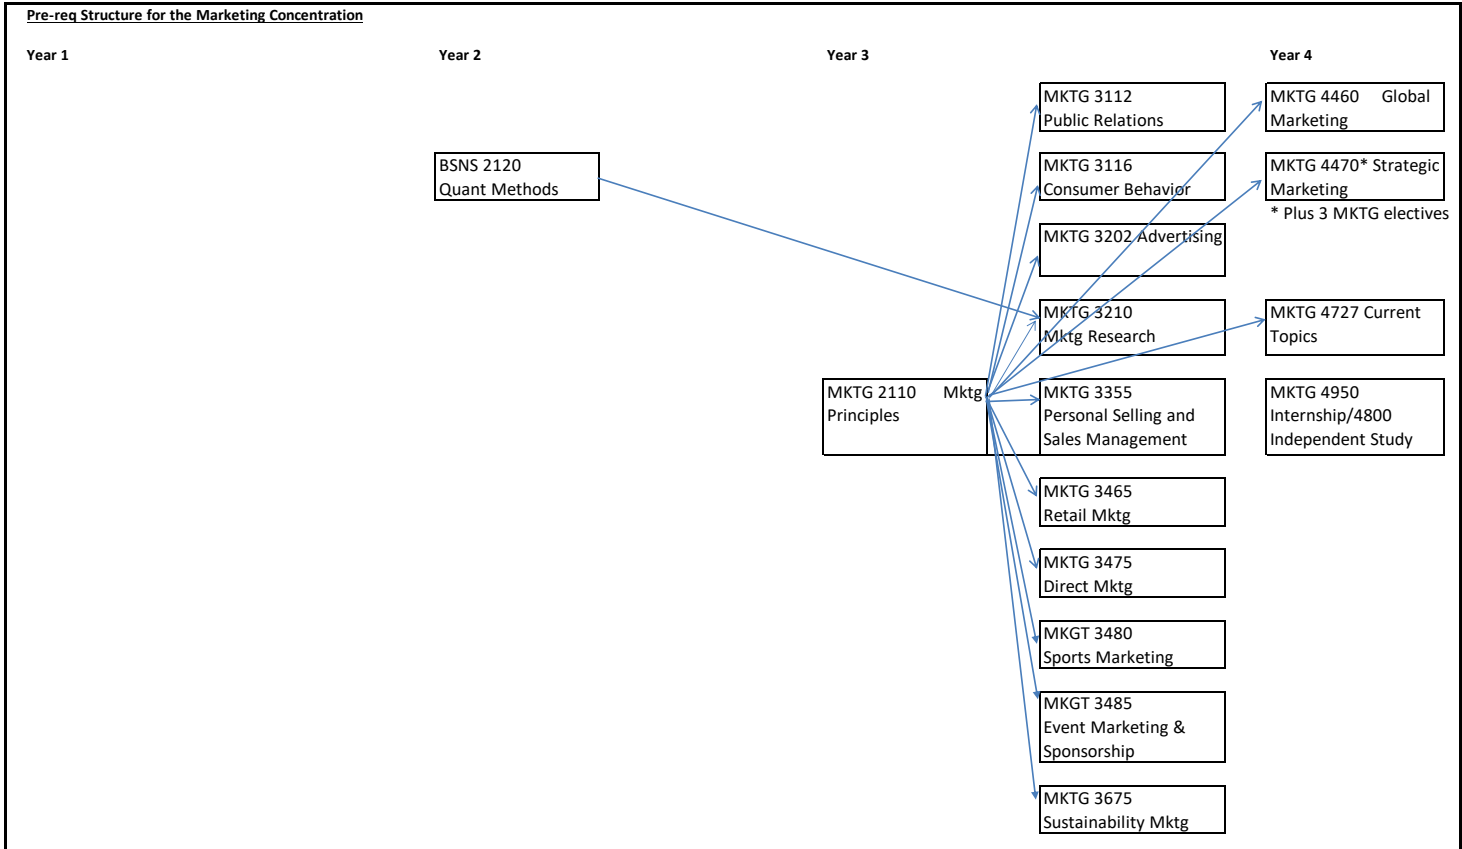 Pre-req Structure for the Marketing Concentration
Year 1
Year 2
Year 3
Year 4
BSNS 2120
Quant Methods
MKTG 2110 Mktg
Principles
MKTG 3112
Public Relations
MKTG 3116
Consumer Behavior
MKTG 3202 Advertising
MKTG 3210
Mktg Research
MKTG 3355
Personal Selling and
Sales Management
MKTG 3465
Retail Mktg
MKTG 3475
Direct Mktg
MKGT 3480
Sports Marketing
MKGT 3485
Event Marketing &
Sponsorship
MKTG 3675
Sustainability Mktg
MKTG 4460 Global
Marketing
MKTG 4470* Strategic
Marketing
* Plus 3 MKTG electives
MKTG 4727 Current
Topics
MKTG 4950
Internship/4800
Independent Study